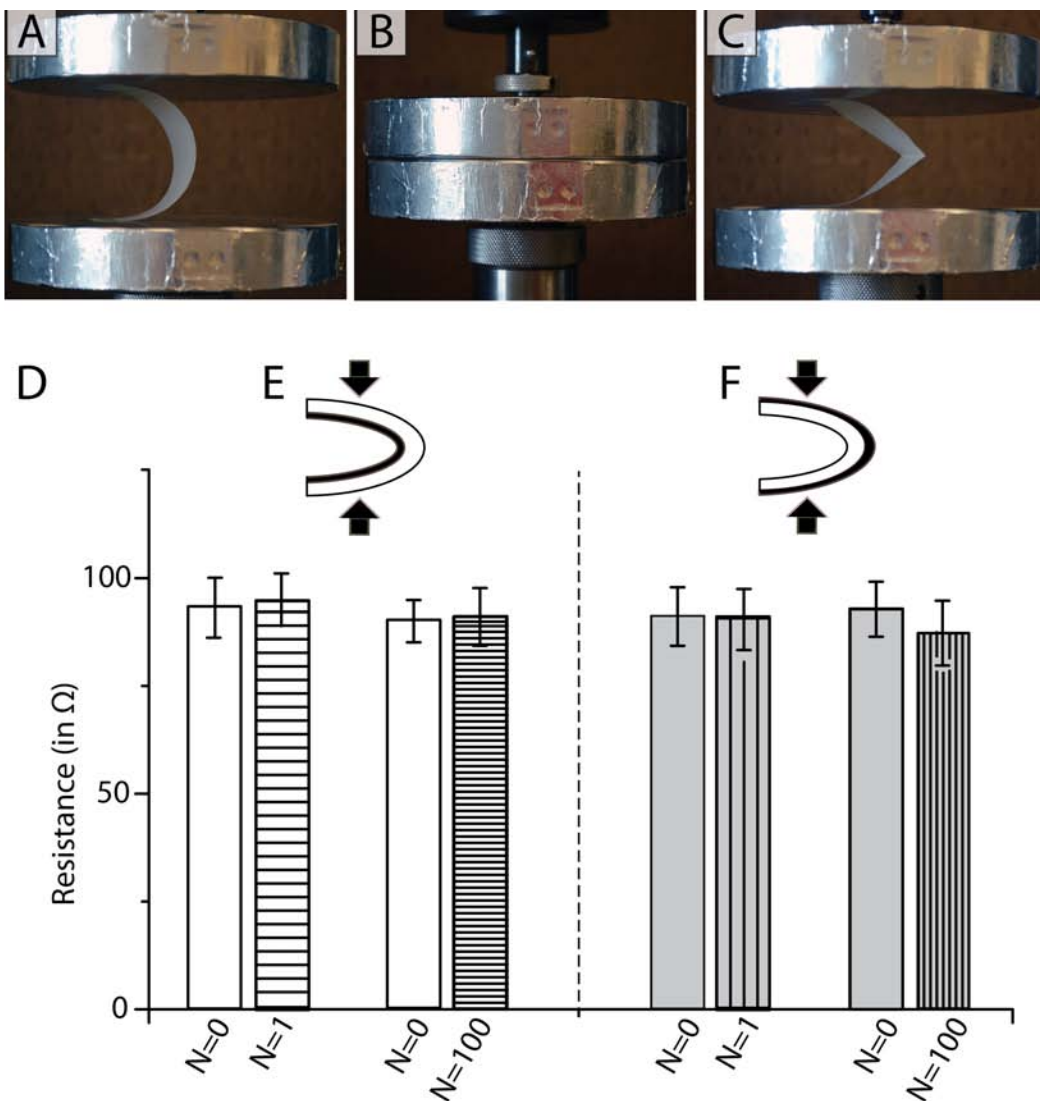 A
B
C
D
E
F
Resistance (in Ω)
100
50
0
N=0
N=1
N=0
N=100
N=0
N=1
N=0
N=100